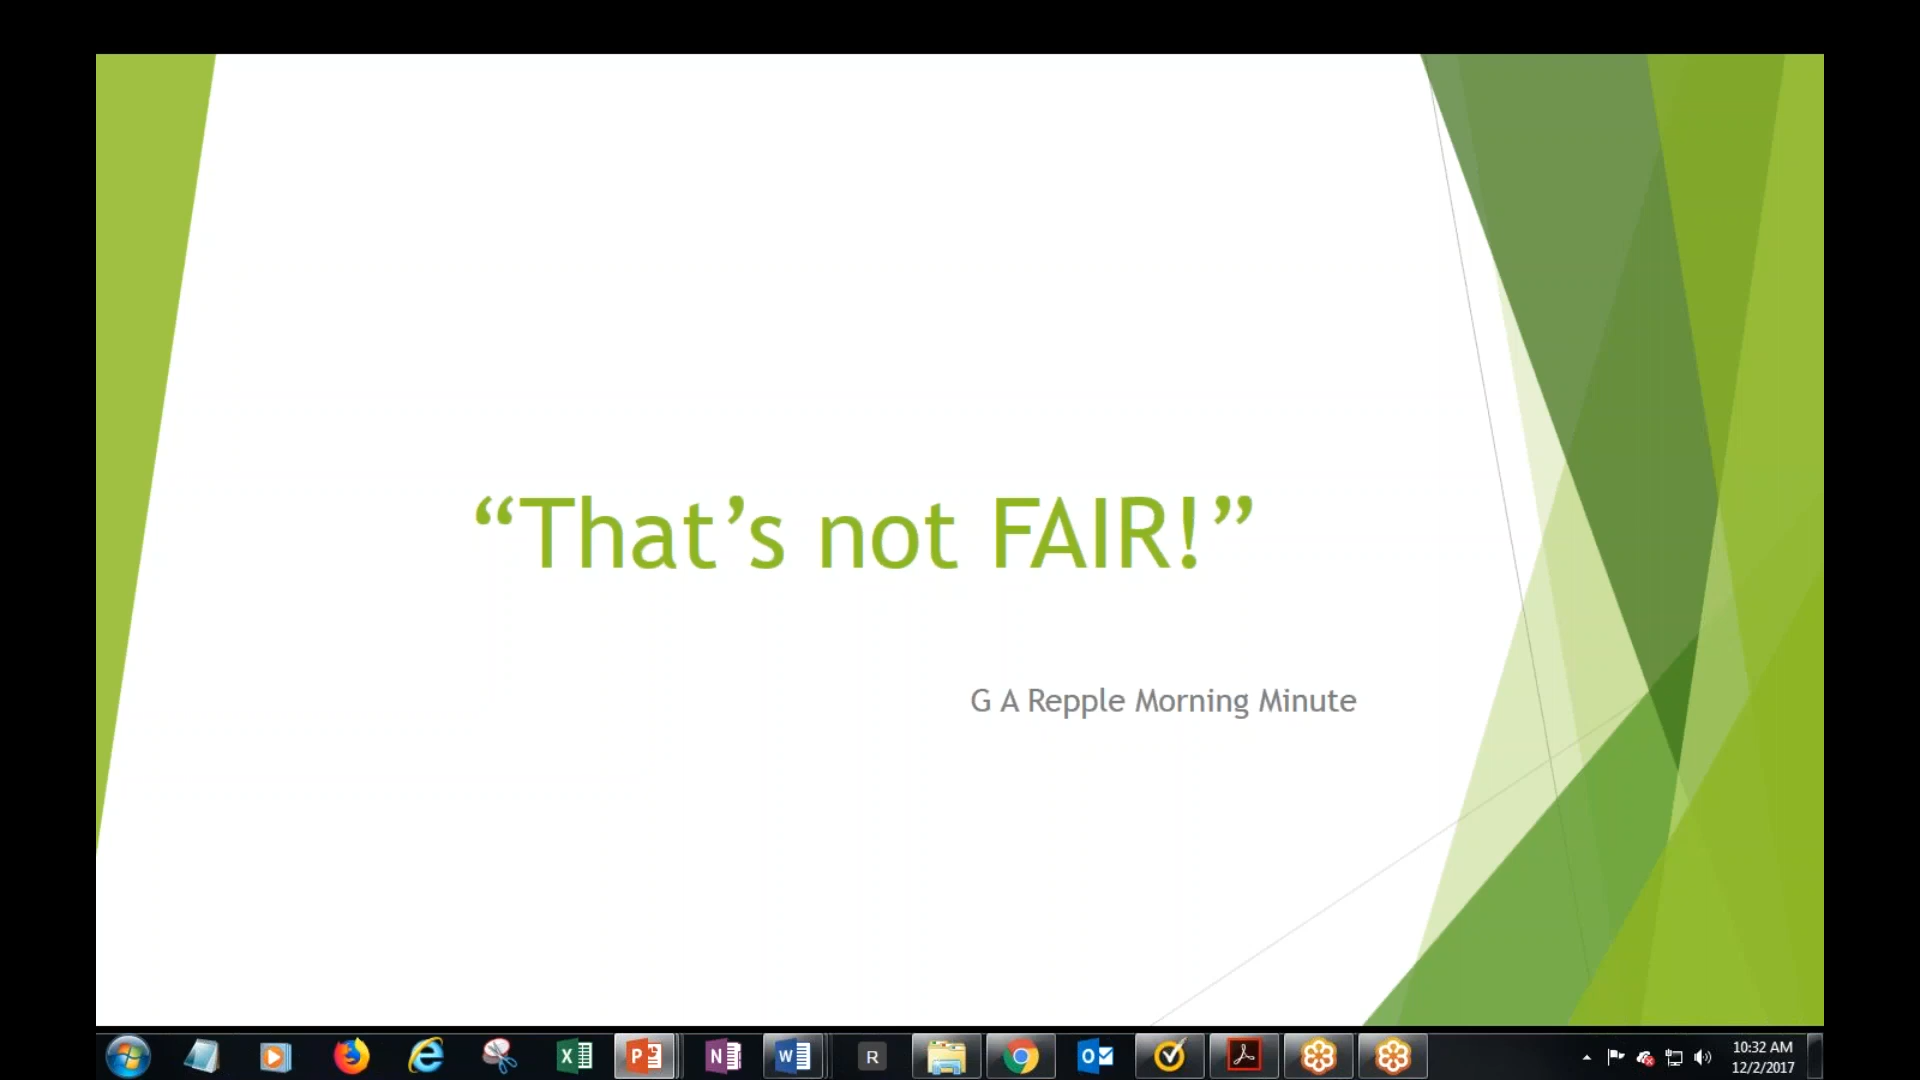 “That’s not FAIR!”
G A Repple Morning Minute
10:32 AM
12/2/2017